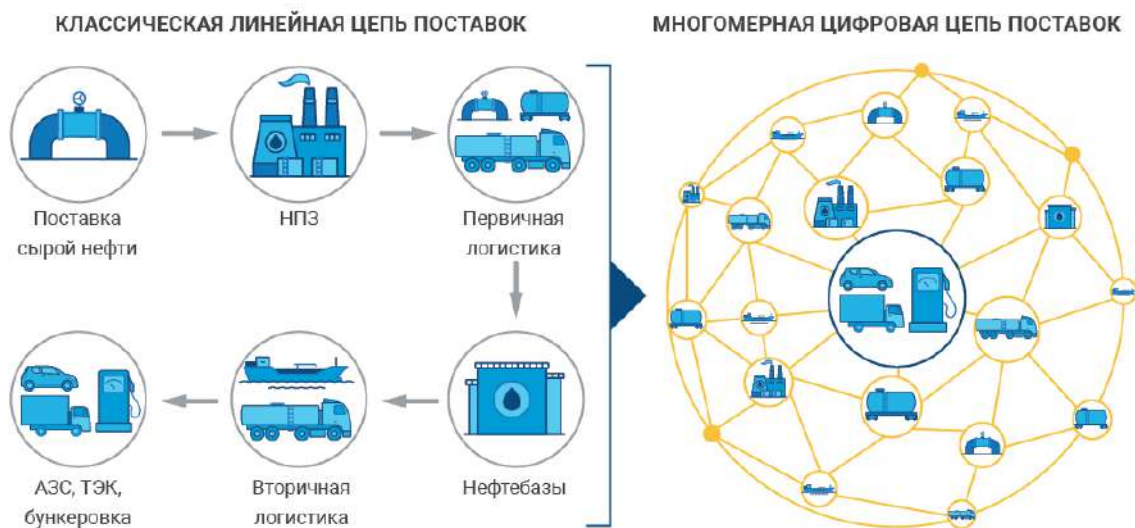 КЛАССИЧЕСКАЯ ЛИНЕЙНАЯ ЦЕПЬ ПОСТАВОК
МНОГОМЕРНАЯ ЦИФРОВАЯ ЦЕПЬ ПОСТАВОК
Поставка
сырой нефти
НПЗ
Первичная
логистика
АЗС, ТЭК,
бункеровка
Вторичная
логистика
Нефтебазы